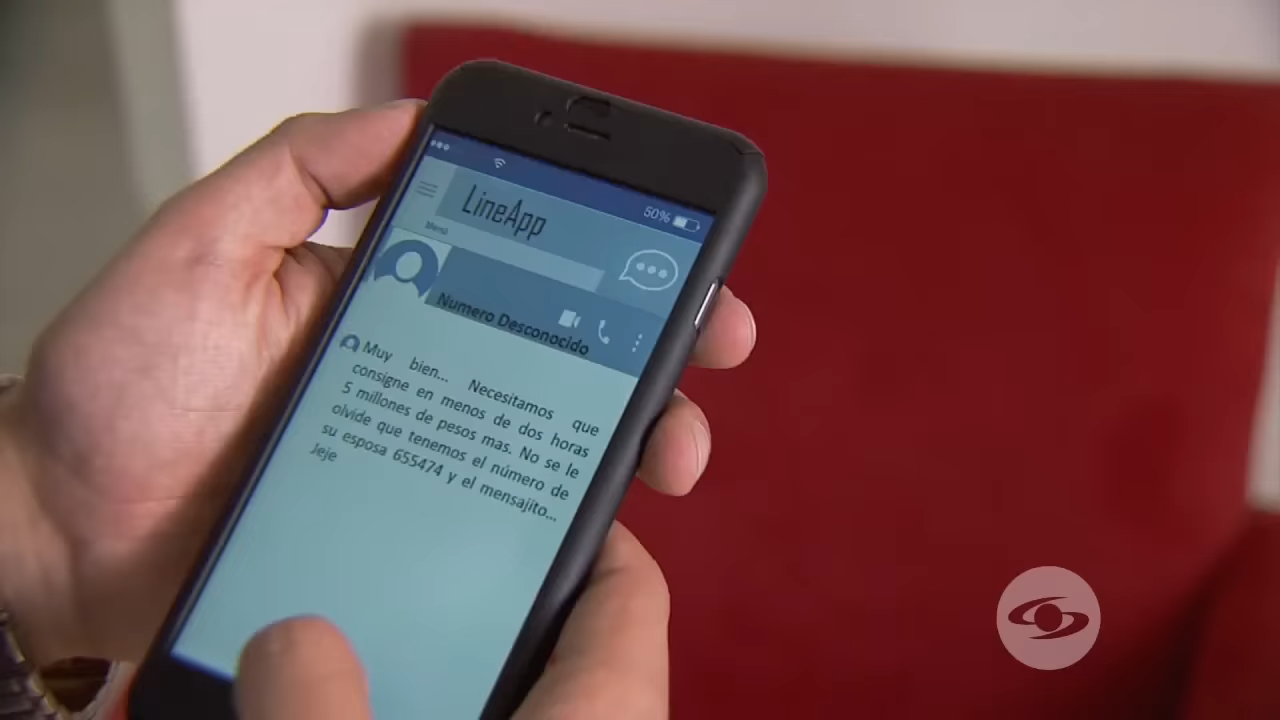 50%
LineApp
Menú
Numero Desconocido
Muy bien... Necesitamos que
consigne en menos de dos horas
5 millones de pesos mas. No se le
olvide que tenemos el número de
su esposa 655474 y el mensajito...
Jeje